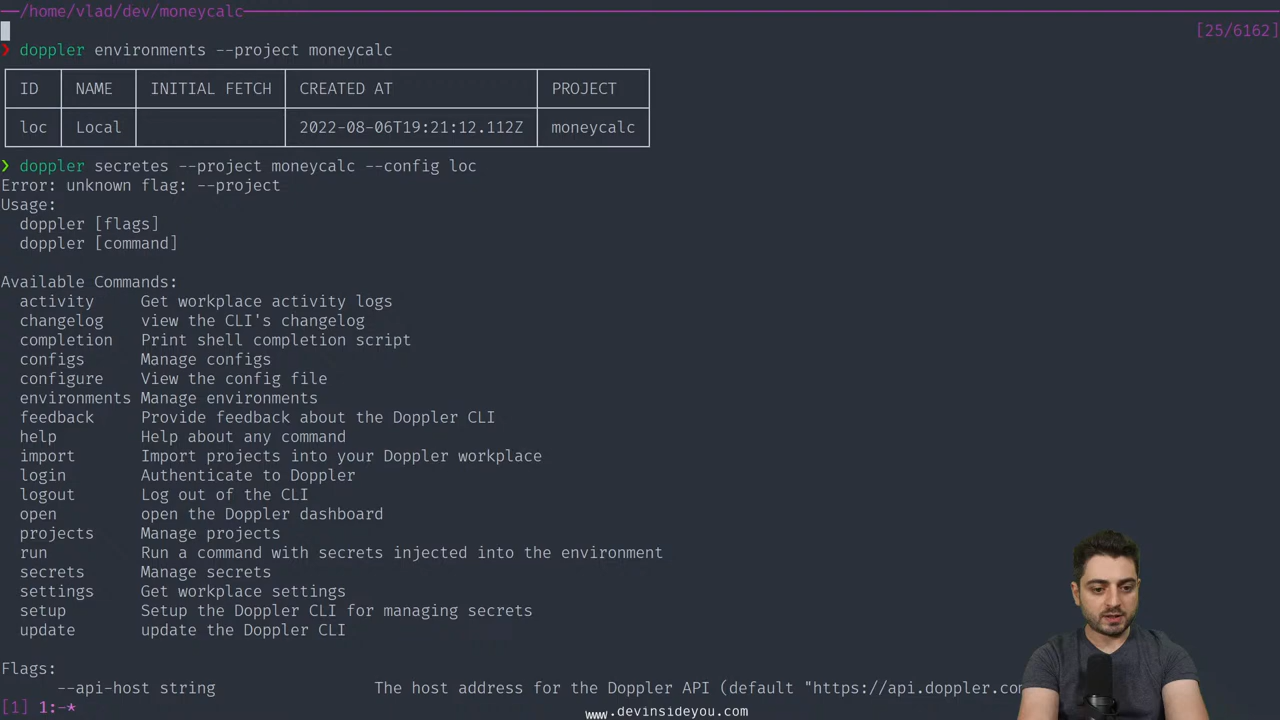 /home/vlad/dev/moneycalc
[25/6162]
❯ doppler environments --project moneycalc
ID NAME INITIAL FETCH CREATED AT PROJECT
loc Local 2022-08-06T19:21:12.112Z moneycalc
❯ doppler secretes --project moneycalc --config loc
Error: unknown flag: --project
Usage:
doppler [flags]
doppler [command]
Available Commands:
activity Get workplace activity logs
changelog view the CLI's changelog
completion Print shell completion script
configs Manage configs
configure View the config file
environments Manage environments
feedback Provide feedback about the Doppler CLI
help Help about any command
import Import projects into your Doppler workplace
login Authenticate to Doppler
logout Log out of the CLI
open open the Doppler dashboard
projects Manage projects
run Run a command with secrets injected into the environment
secrets Manage secrets
settings Get workplace settings
setup Setup the Doppler CLI for managing secrets
update update the Doppler CLI
Flags:
--api-host string The host address for the Doppler API (default "https://api.doppler.com
[1] 1:-*
www.devinsideyou.com